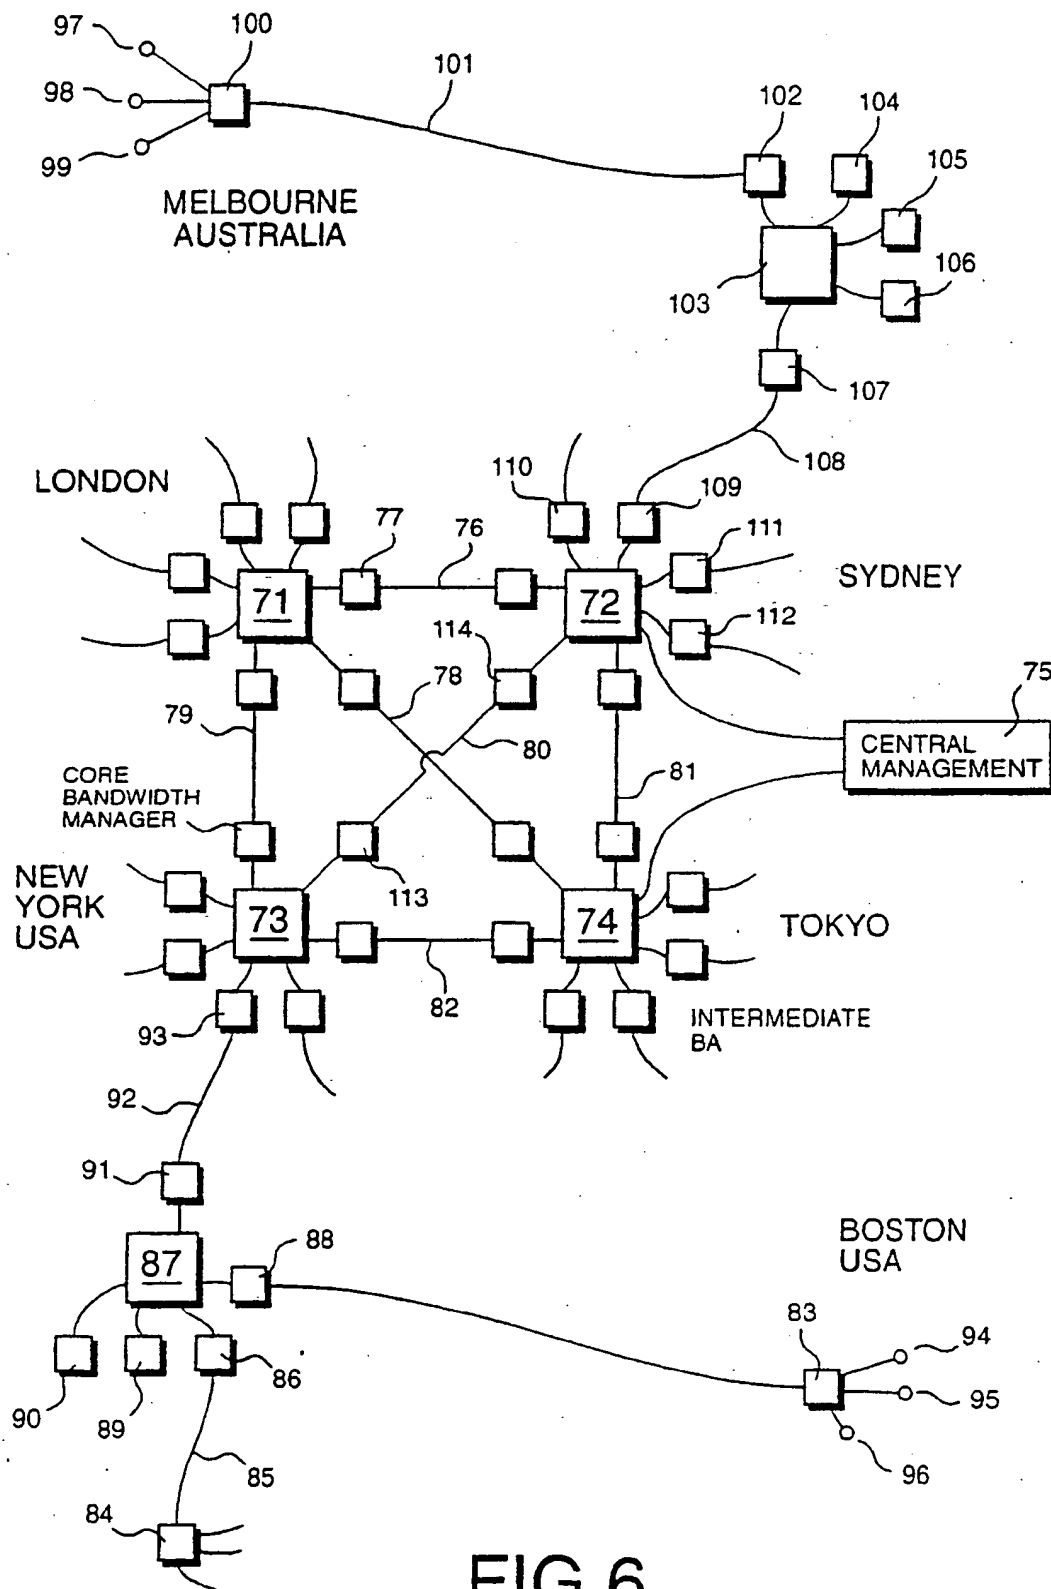 97
100
98
101
99
102
104
105
MELBOURNE
AUSTRALIA
103
106
107
108
LONDON
110
109
77
76
111
SYDNEY
71
72
114
112
78
75
79
80
CENTRAL
MANAGEMENT
CORE
BANDWIDTH
MANAGER
81
NEW
YORK
USA
113
73
74
TOKYO
82
93
INTERMEDIATE
BA
92
91
87
88
BOSTON
USA
83
94
95
86
90
89
96
85
84
FIG 6